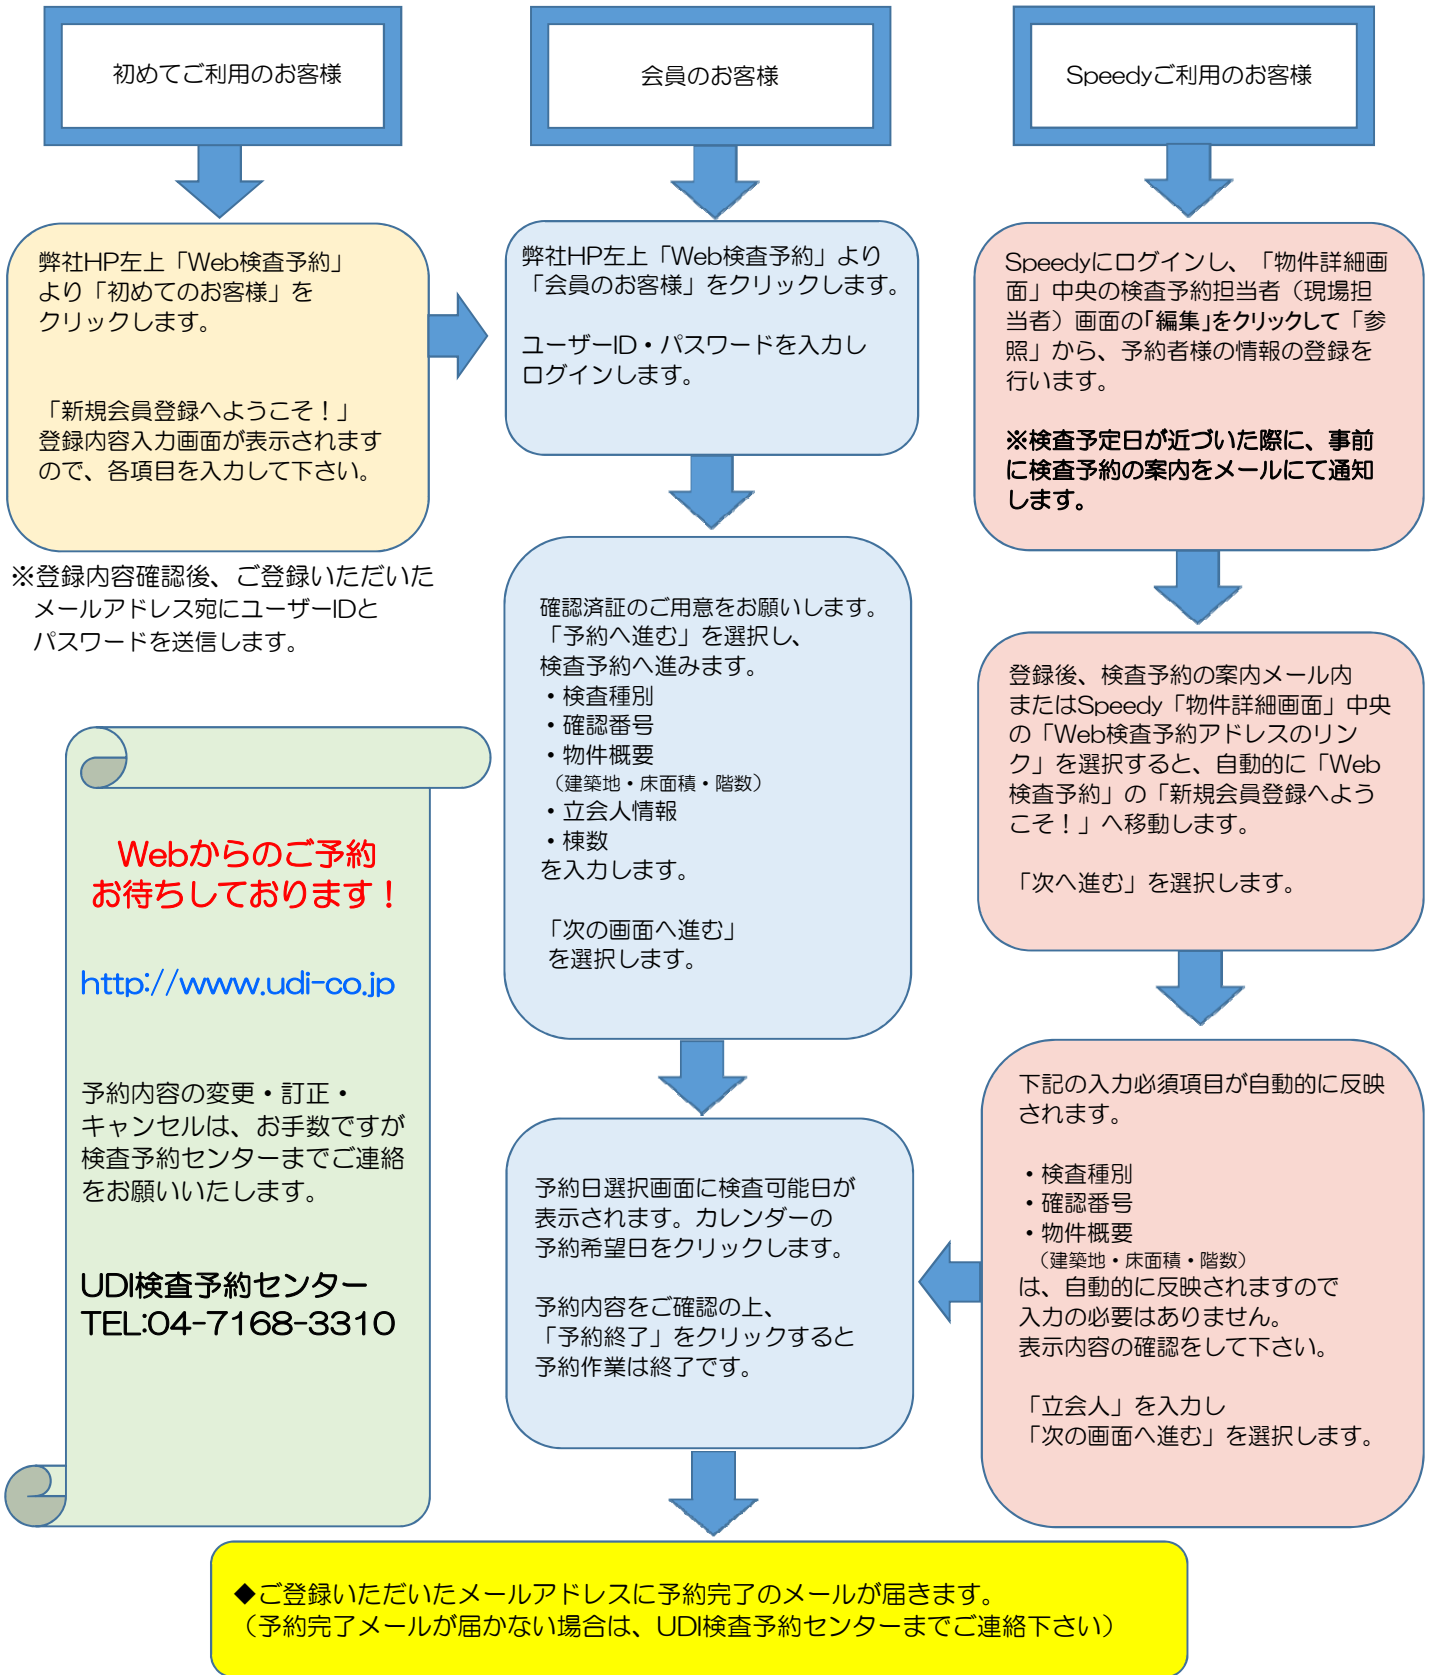 初めてご利用のお客様
会員のお客様
Speedyご利用のお客様
弊社HP左上「Web検査予約」
より「初めてのお客様」を
クリックします。
「新規会員登録へようこそ！」
登録内容入力画面が表示されます
ので、各項目を入力して下さい。
※登録内容確認後、ご登録いただいた
メールアドレス宛にユーザーIDと
パスワードを送信します。
弊社HP左上「Web検査予約」より
「会員のお客様」をクリックします。
ユーザーID・パスワードを入力し
ログインします。
確認済証のご用意をお願いします。
「予約へ進む」を選択し、
検査予約へ進みます。
・検査種別
・確認番号
・物件概要
（建築地・床面積・階数）
・立会人情報
・棟数
を入力します。
「次の画面へ進む」
を選択します。
予約日選択画面に検査可能日が
表示されます。カレンダーの
予約希望日をクリックします。
予約内容をご確認の上、
「予約終了」をクリックすると
予約作業は終了です。
Speedyにログインし、「物件詳細画
面」中央の検査予約担当者（現場担
当者）画面の「編集」をクリックして「参
照」から、予約者様の情報の登録を
行います。
※検査予定日が近づいた際に、事前
に検査予約の案内をメールにて通知
します。
登録後、検査予約の案内メール内
またはSpeedy「物件詳細画面」中央
の「Web検査予約アドレスのリン
ク」を選択すると、自動的に「Web
検査予約」の「新規会員登録へよう
こそ！」へ移動します。
「次へ進む」を選択します。
下記の入力必須項目が自動的に反映
されます。
・検査種別
・確認番号
・物件概要
（建築地・床面積・階数）
は、自動的に反映されますので
入力の必要はありません。
表示内容の確認をして下さい。
「立会人」を入力し
「次の画面へ進む」を選択します。
Webからのご予約
お待ちしております！
http://www.udi-co.jp
予約内容の変更・訂正・
キャンセルは、お手数ですが
検査予約センターまでご連絡
をお願いいたします。
UDI検査予約センター
TEL:04-7168-3310
◆ご登録いただいたメールアドレスに予約完了のメールが届きます。
（予約完了メールが届かない場合は、UDI検査予約センターまでご連絡下さい）